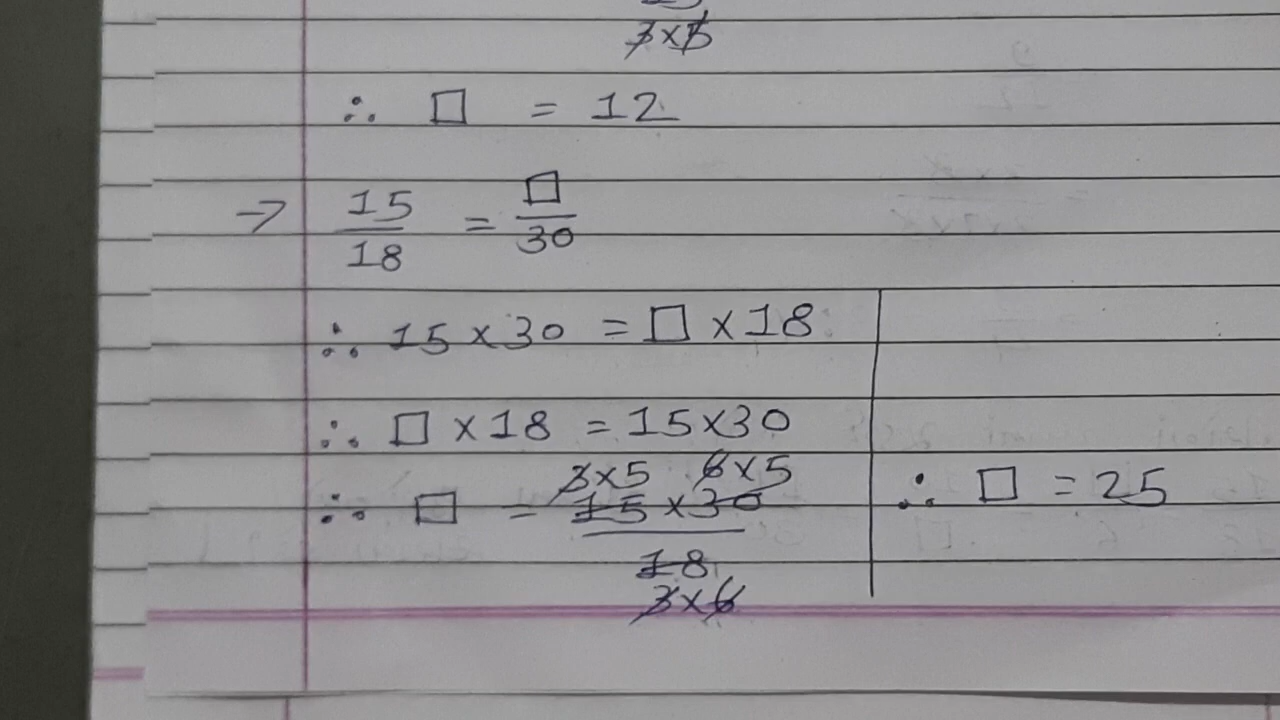 3×5
∴ □ = 12
→ 15/18 = □/30
∴ 15 × 30 = □ × 18
∴ □ × 18 = 15 × 30
3×5 6×5
∴ □ = 15 × 30
18
3×6
∴ □ = 25